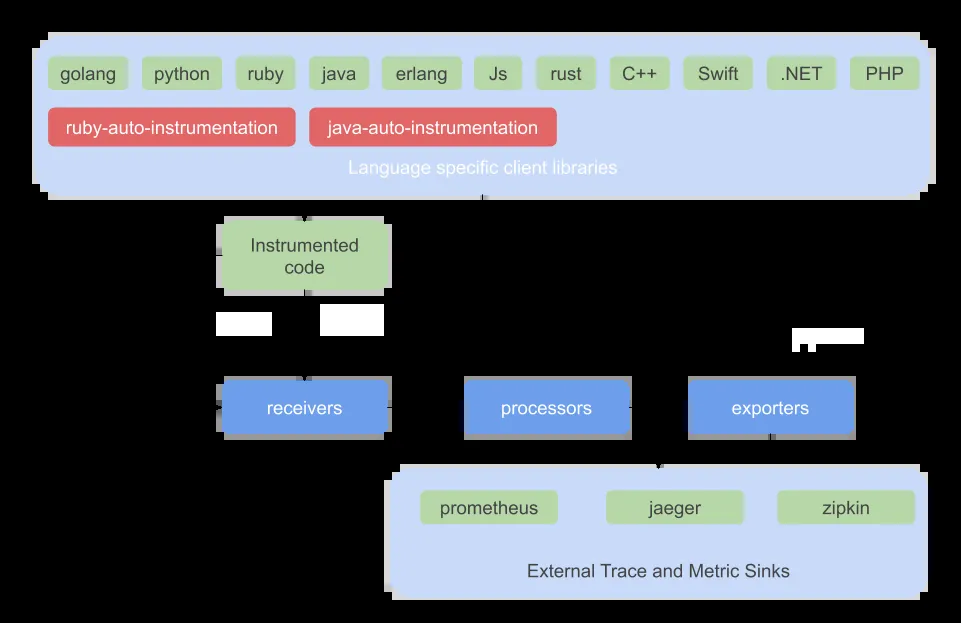 golang python ruby java erlang Js rust C++ Swift .NET PHP
ruby-auto-instrumentation java-auto-instrumentation
Language specific client libraries
Instrumented
code
receivers processors exporters
prometheus jaeger zipkin
External Trace and Metric Sinks